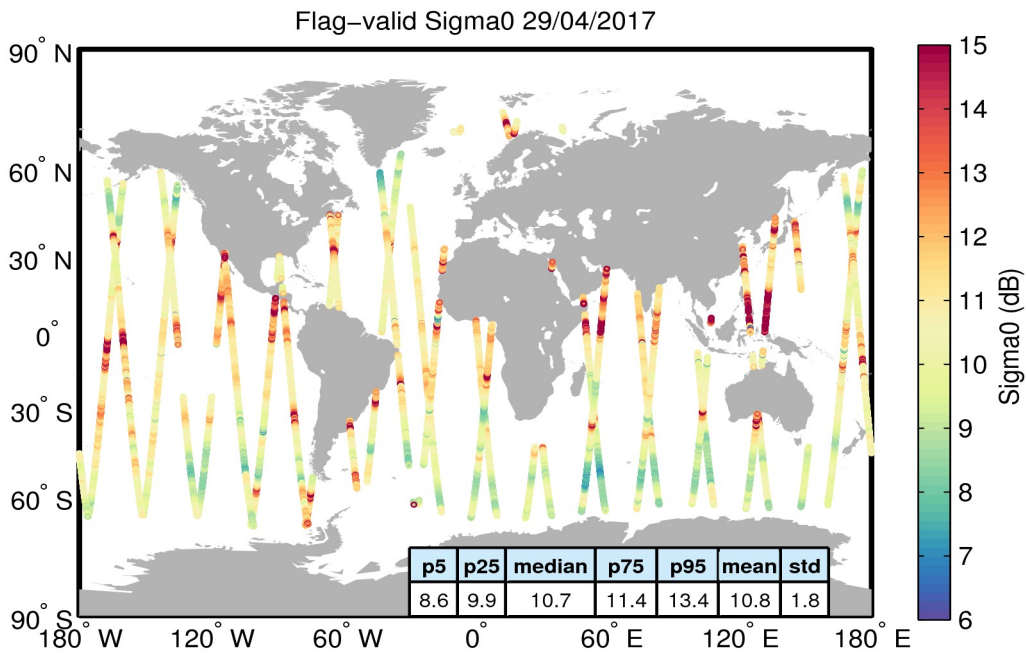 Flag−valid Sigma0 29/04/2017
90° N
60° N
30° N
0°
30° S
60° S
90° S
180° W
120° W
60° W
0°
60° E
120° E
180° E
p5 p25 median p75 p95 mean std
8.6 9.9 10.7 11.4 13.4 10.8 1.8
15
14
13
12
11
10
9
8
7
6
Sigma0 (dB)